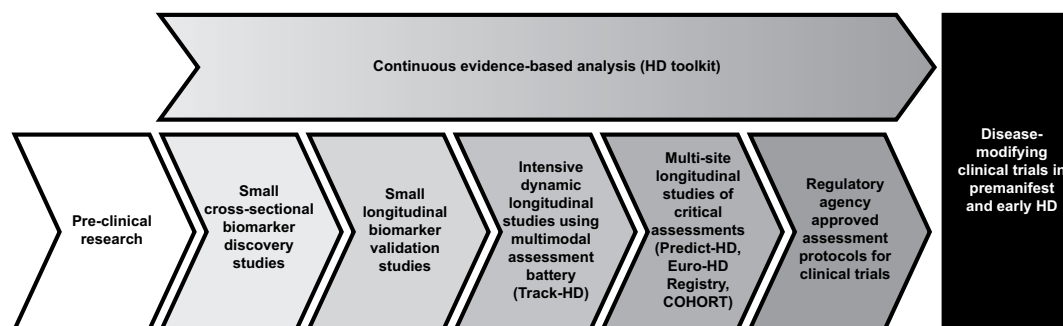 Continuous evidence-based analysis (HD toolkit)
Pre-clinical
research
Small
cross-sectional
biomarker
discovery
studies
Small
longitudinal
biomarker
validation
studies
Intensive
dynamic
longitudinal
studies using
multimodal
assessment
battery
(Track-HD)
Multi-site
longitudinal
studies of
critical
assessments
(Predict-HD,
Euro-HD
Registry,
COHORT)
Regulatory
agency
approved
assessment
protocols for
clinical trials
Disease-
modifying
clinical trials in
premanifest
and early HD